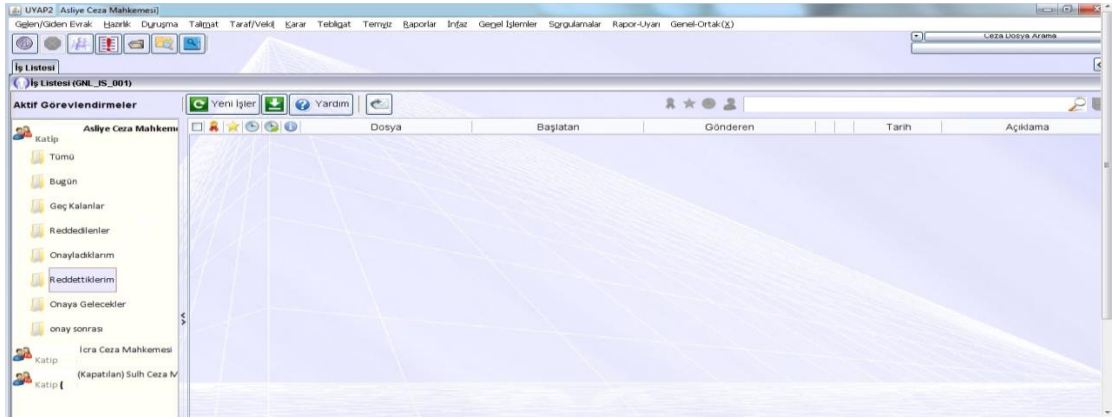 UYAP2 Asliye Ceza Mahkemesi]
Gelen/Giden Evrak Hazırlık Duruşma Talimat Taraf/Vekil Karar Tebligat Temyiz Raporlar İnfaz Genel İşlemler Sorgulamalar Rapor-Uyarı Genel-Ortak(X)
Ceza Dosya Arama
İş Listesi
İş Listesi (GNL_IS_001)
Aktif Görevlendirmeler
Yeni İşler Yardım
Asliye Ceza Mahkeme
Katip
Dosya Başlatan Gönderen Tarih Açıklama
Tümü
Bugün
Geç Kalanlar
Reddedilenler
Onayladıklarım
Reddettiklerim
Onaya Gelecekler
onay sonrası
İcra Ceza Mahkemesi
Katip
(Kapatılan) Sulh Ceza M
Katip (